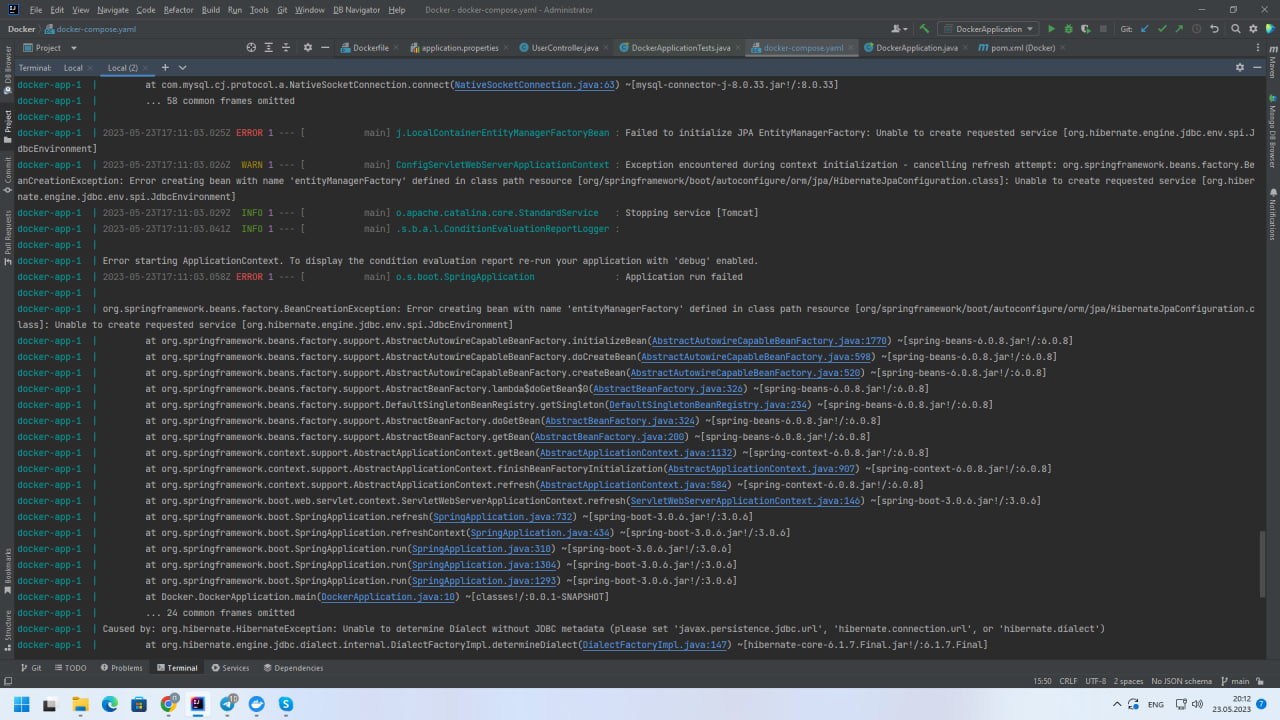 File Edit View Navigate Code Refactor Build Run Tools Git Window DB Navigator Help Docker - docker-compose.yaml - Administrator
Docker docker-compose.yaml DockerApplication Git:
Project Dockerfile application.properties UserController.java DockerApplicationTests.java docker-compose.yaml DockerApplication.java pom.xml (Docker)
Terminal: Local Local (2)
docker-app-1 | at com.mysql.cj.protocol.a.NativeSocketConnection.connect(NativeSocketConnection.java:63) ~[mysql-connector-j-8.0.33.jar!/:8.0.33]
docker-app-1 | ... 58 common frames omitted
docker-app-1 |
docker-app-1 | 2023-05-23T17:11:03.025Z ERROR 1 --- [ main] j.LocalContainerEntityManagerFactoryBean : Failed to initialize JPA EntityManagerFactory: Unable to create requested service [org.hibernate.engine.jdbc.env.spi.J
dbcEnvironment]
docker-app-1 | 2023-05-23T17:11:03.026Z WARN 1 --- [ main] ConfigServletWebServerApplicationContext : Exception encountered during context initialization - cancelling refresh attempt: org.springframework.beans.factory.Be
anCreationException: Error creating bean with name 'entityManagerFactory' defined in class path resource [org/springframework/boot/autoconfigure/orm/jpa/HibernateJpaConfiguration.class]: Unable to create requested service [org.hiber
nate.engine.jdbc.env.spi.JdbcEnvironment]
docker-app-1 | 2023-05-23T17:11:03.029Z INFO 1 --- [ main] o.apache.catalina.core.StandardService : Stopping service [Tomcat]
docker-app-1 | 2023-05-23T17:11:03.041Z INFO 1 --- [ main] .s.b.a.l.ConditionEvaluationReportLogger :
docker-app-1 |
docker-app-1 | Error starting ApplicationContext. To display the condition evaluation report re-run your application with 'debug' enabled.
docker-app-1 | 2023-05-23T17:11:03.058Z ERROR 1 --- [ main] o.s.boot.SpringApplication : Application run failed
docker-app-1 |
docker-app-1 | org.springframework.beans.factory.BeanCreationException: Error creating bean with name 'entityManagerFactory' defined in class path resource [org/springframework/boot/autoconfigure/orm/jpa/HibernateJpaConfiguration.c
lass]: Unable to create requested service [org.hibernate.engine.jdbc.env.spi.JdbcEnvironment]
docker-app-1 | at org.springframework.beans.factory.support.AbstractAutowireCapableBeanFactory.initializeBean(AbstractAutowireCapableBeanFactory.java:1770) ~[spring-beans-6.0.8.jar!/:6.0.8]
docker-app-1 | at org.springframework.beans.factory.support.AbstractAutowireCapableBeanFactory.doCreateBean(AbstractAutowireCapableBeanFactory.java:598) ~[spring-beans-6.0.8.jar!/:6.0.8]
docker-app-1 | at org.springframework.beans.factory.support.AbstractAutowireCapableBeanFactory.createBean(AbstractAutowireCapableBeanFactory.java:520) ~[spring-beans-6.0.8.jar!/:6.0.8]
docker-app-1 | at org.springframework.beans.factory.support.AbstractBeanFactory.lambda$doGetBean$0(AbstractBeanFactory.java:326) ~[spring-beans-6.0.8.jar!/:6.0.8]
docker-app-1 | at org.springframework.beans.factory.support.DefaultSingletonBeanRegistry.getSingleton(DefaultSingletonBeanRegistry.java:234) ~[spring-beans-6.0.8.jar!/:6.0.8]
docker-app-1 | at org.springframework.beans.factory.support.AbstractBeanFactory.doGetBean(AbstractBeanFactory.java:324) ~[spring-beans-6.0.8.jar!/:6.0.8]
docker-app-1 | at org.springframework.beans.factory.support.AbstractBeanFactory.getBean(AbstractBeanFactory.java:200) ~[spring-beans-6.0.8.jar!/:6.0.8]
docker-app-1 | at org.springframework.context.support.AbstractApplicationContext.getBean(AbstractApplicationContext.java:1132) ~[spring-context-6.0.8.jar!/:6.0.8]
docker-app-1 | at org.springframework.context.support.AbstractApplicationContext.finishBeanFactoryInitialization(AbstractApplicationContext.java:907) ~[spring-context-6.0.8.jar!/:6.0.8]
docker-app-1 | at org.springframework.context.support.AbstractApplicationContext.refresh(AbstractApplicationContext.java:584) ~[spring-context-6.0.8.jar!/:6.0.8]
docker-app-1 | at org.springframework.boot.web.servlet.context.ServletWebServerApplicationContext.refresh(ServletWebServerApplicationContext.java:146) ~[spring-boot-3.0.6.jar!/:3.0.6]
docker-app-1 | at org.springframework.boot.SpringApplication.refresh(SpringApplication.java:732) ~[spring-boot-3.0.6.jar!/:3.0.6]
docker-app-1 | at org.springframework.boot.SpringApplication.refreshContext(SpringApplication.java:434) ~[spring-boot-3.0.6.jar!/:3.0.6]
docker-app-1 | at org.springframework.boot.SpringApplication.run(SpringApplication.java:310) ~[spring-boot-3.0.6.jar!/:3.0.6]
docker-app-1 | at org.springframework.boot.SpringApplication.run(SpringApplication.java:1304) ~[spring-boot-3.0.6.jar!/:3.0.6]
docker-app-1 | at org.springframework.boot.SpringApplication.run(SpringApplication.java:1293) ~[spring-boot-3.0.6.jar!/:3.0.6]
docker-app-1 | at Docker.DockerApplication.main(DockerApplication.java:10) ~[classes!/:0.0.1-SNAPSHOT]
docker-app-1 | ... 24 common frames omitted
docker-app-1 | Caused by: org.hibernate.HibernateException: Unable to determine Dialect without JDBC metadata (please set 'javax.persistence.jdbc.url', 'hibernate.connection.url', or 'hibernate.dialect')
docker-app-1 | at org.hibernate.engine.jdbc.dialect.internal.DialectFactoryImpl.determineDialect(DialectFactoryImpl.java:147) ~[hibernate-core-6.1.7.Final.jar!/:6.1.7.Final]
DB Browser
Project
Commit
Pull Requests
Bookmarks
Structure
Maven
Mongo DB Browser
Notifications
Git TODO Problems Terminal Services Dependencies
15:50 CRLF UTF-8 2 spaces No JSON schema main
ENG 20:12
23.05.2023